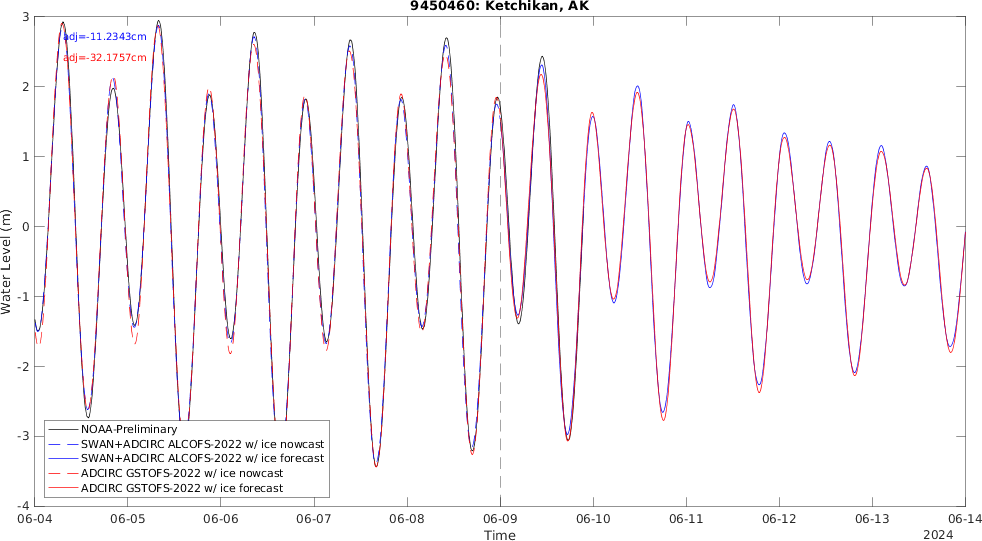 9450460: Ketchikan, AK
adj=-11.2343cm
adj=-32.1757cm
Water Level (m)
3
2
1
0
-1
-2
-3
-4
NOAA-Preliminary
SWAN+ADCIRC ALCOFS-2022 w/ ice nowcast
SWAN+ADCIRC ALCOFS-2022 w/ ice forecast
ADCIRC GSTOFS-2022 w/ ice nowcast
ADCIRC GSTOFS-2022 w/ ice forecast
06-04 06-05 06-06 06-07 06-08 06-09 06-10 06-11 06-12 06-13 06-14
Time
2024